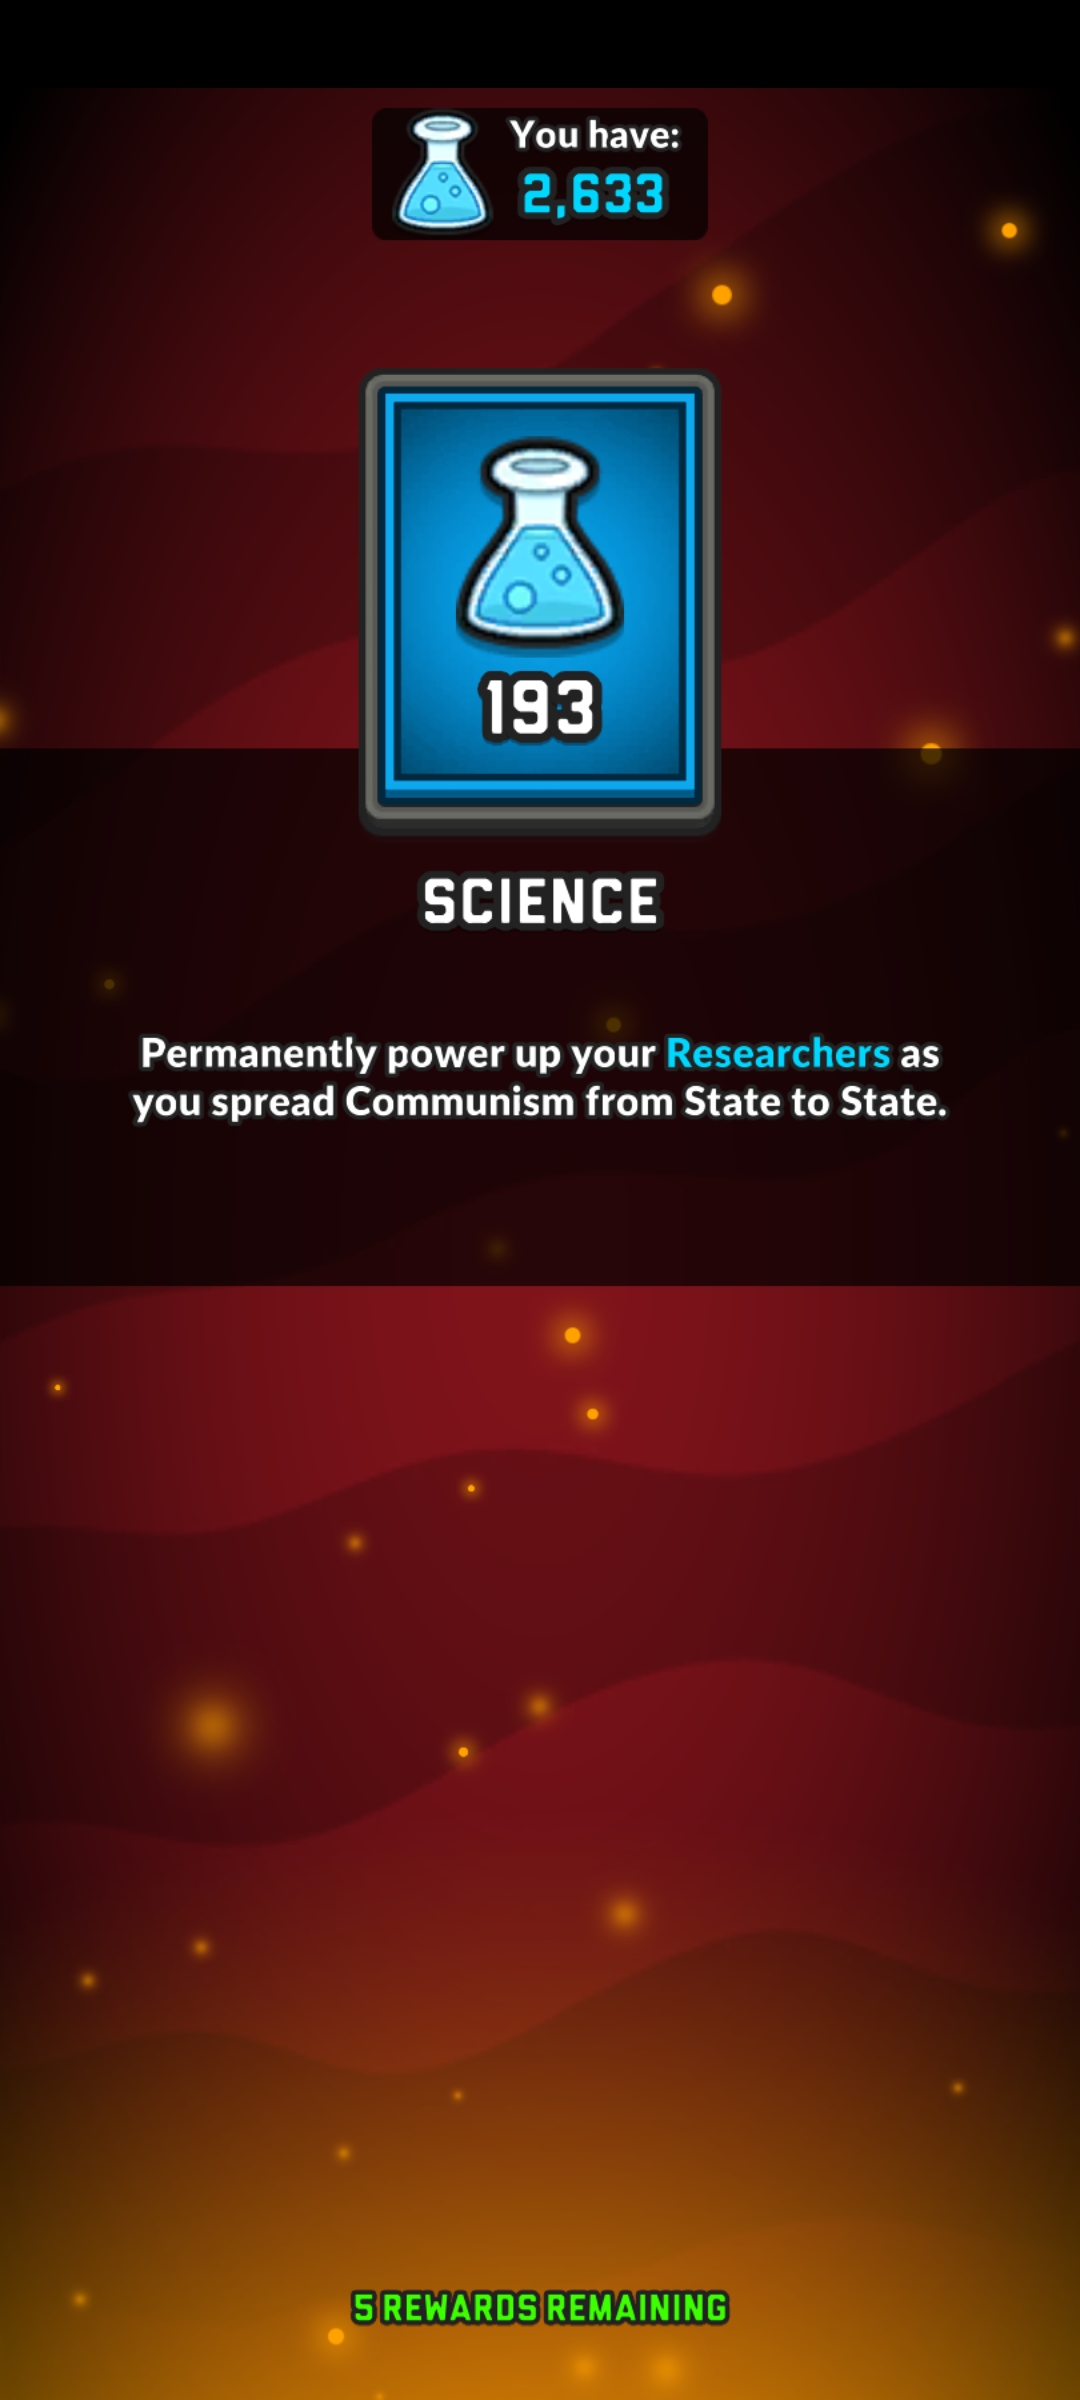 You have:
2,633
193
SCIENCE
Permanently power up your Researchers as
you spread Communism from State to State.
5 REWARDS REMAINING